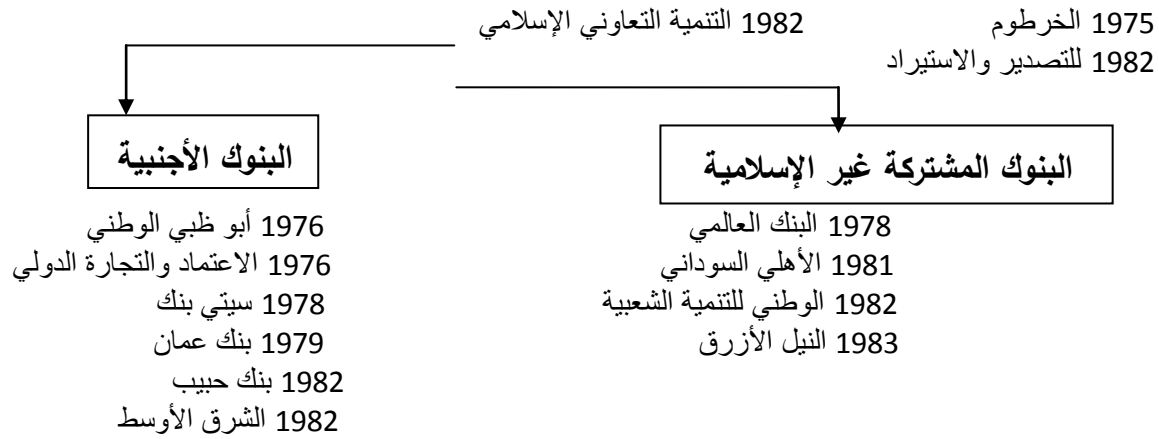 1975 الخرطوم
1982 للتصدير والاستيراد
1982 التنمية التعاوني الإسلامي
البنوك المشتركة غير الإسلامية
1978 البنك العالمي
1981 الأهلي السوداني
1982 الوطني للتنمية الشعبية
1983 النيل الأزرق
البنوك الأجنبية
1976 أبو ظبي الوطني
1976 الاعتماد والتجارة الدولي
1978 سيتي بنك
1979 بنك عمان
1982 بنك حبيب
1982 الشرق الأوسط